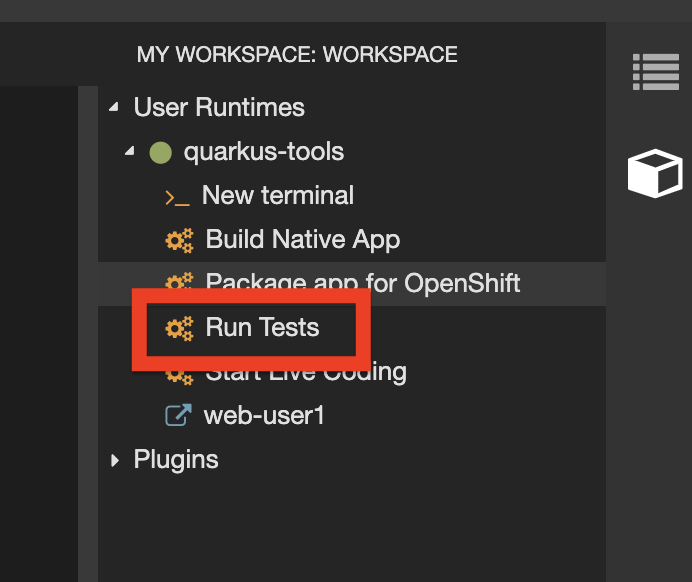 MY WORKSPACE: WORKSPACE
User Runtimes
quarkus-tools
New terminal
Build Native App
Package app for OpenShift
Run Tests
Start Live Coding
web-user1
Plugins